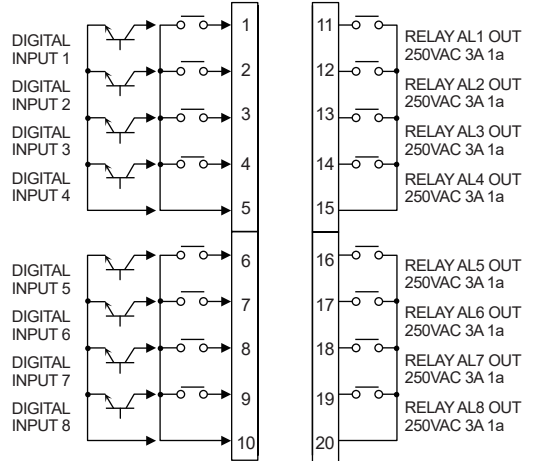 DIGITAL
INPUT 1
DIGITAL
INPUT 2
DIGITAL
INPUT 3
DIGITAL
INPUT 4
1
2
3
4
5
11
12
13
14
15
RELAY AL1 OUT
250VAC 3A 1a
RELAY AL2 OUT
250VAC 3A 1a
RELAY AL3 OUT
250VAC 3A 1a
RELAY AL4 OUT
250VAC 3A 1a
DIGITAL
INPUT 5
DIGITAL
INPUT 6
DIGITAL
INPUT 7
DIGITAL
INPUT 8
6
7
8
9
10
16
17
18
19
20
RELAY AL5 OUT
250VAC 3A 1a
RELAY AL6 OUT
250VAC 3A 1a
RELAY AL7 OUT
250VAC 3A 1a
RELAY AL8 OUT
250VAC 3A 1a